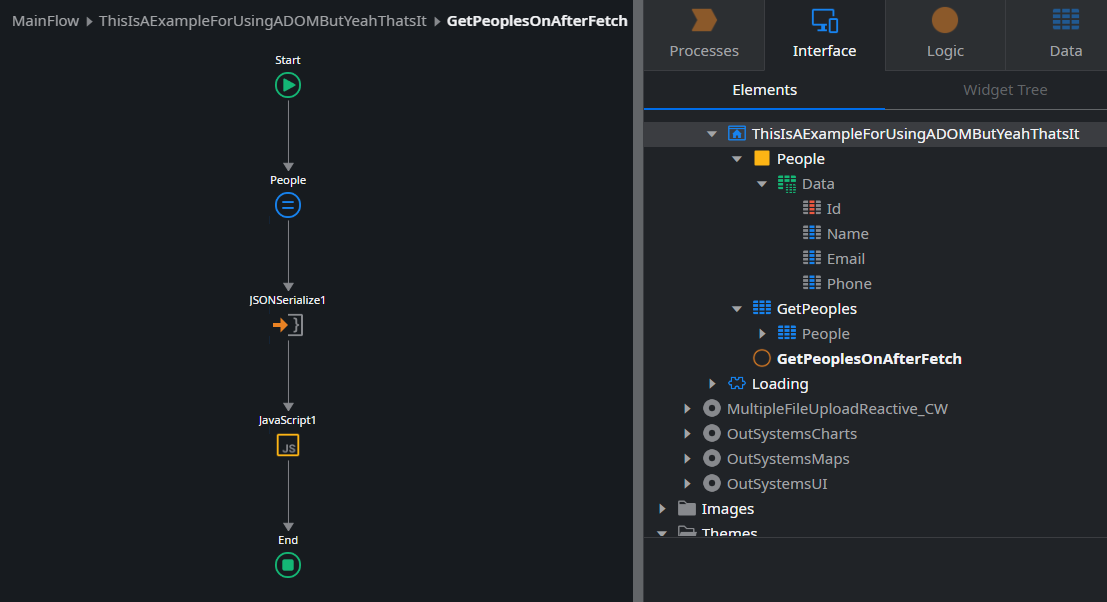 MainFlow ThisIsAExampleForUsingADOMButYeahThatsIt GetPeoplesOnAfterFetch
Start
People
JSONSerialize1
JavaScript1
JS
End
Processes
Interface
Logic
Data
Elements
Widget Tree
ThisIsAExampleForUsingADOMButYeahThatsIt
People
Data
Id
Name
Email
Phone
GetPeoples
People
GetPeoplesOnAfterFetch
Loading
MultipleFileUploadReactive_CW
OutSystemsCharts
OutSystemsMaps
OutSystemsUI
Images
Themes